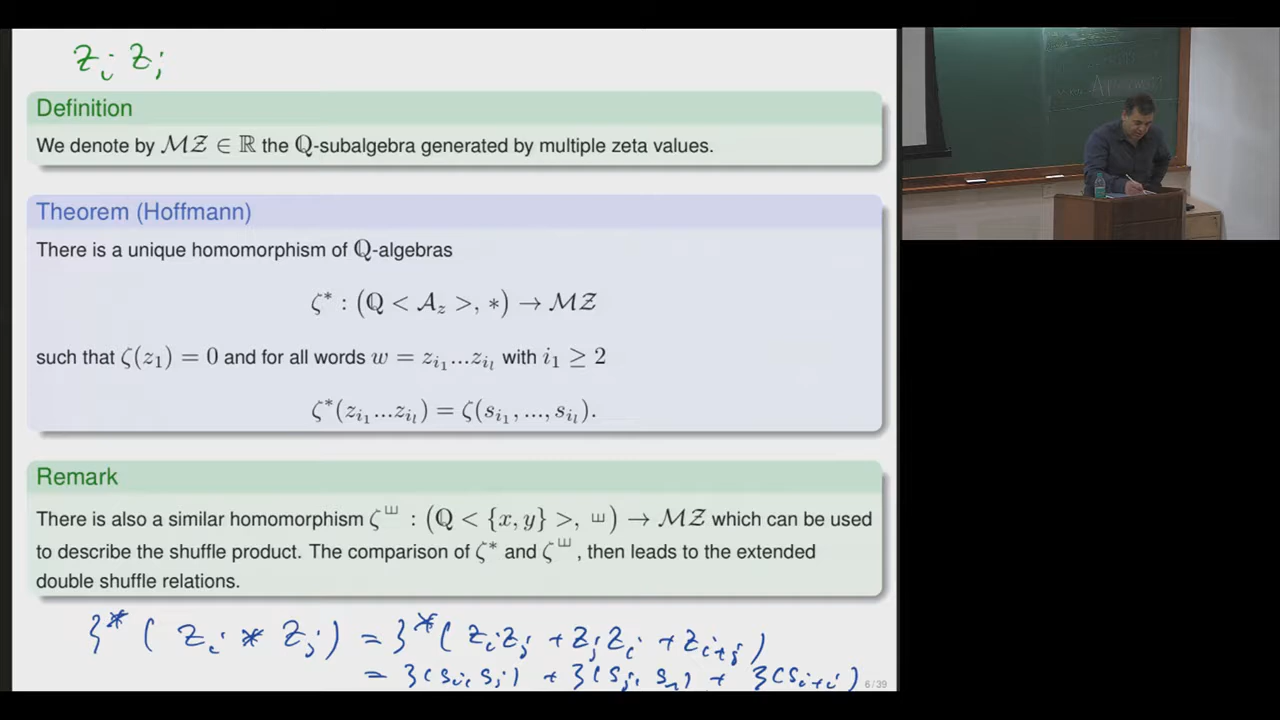 z_i z_j
Definition
We denote by 𝓜𝓩 ∈ ℝ the ℚ-subalgebra generated by multiple zeta values.
Theorem (Hoffmann)
There is a unique homomorphism of ℚ-algebras
ζ* : (ℚ < 𝓐_z >, *) → 𝓜𝓩
such that ζ(z_1) = 0 and for all words w = z_{i_1}...z_{i_l} with i_1 ≥ 2
ζ*(z_{i_1}...z_{i_l}) = ζ(s_{i_1}, ..., s_{i_l}).
Remark
There is also a similar homomorphism ζ^ш : (ℚ < {x, y} >, ш) → 𝓜𝓩 which can be used
to describe the shuffle product. The comparison of ζ* and ζ^ш, then leads to the extended
double shuffle relations.
ζ*( z_i * z_j ) = ζ*( z_i z_j + z_j z_i + z_{i+j} )
= ζ(s_i, s_j) + ζ(s_j, s_i) + ζ(s_{i+j})
6/39